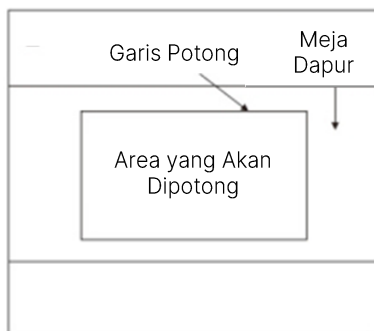 Garis Potong
Meja
Dapur
Area yang Akan
Dipotong